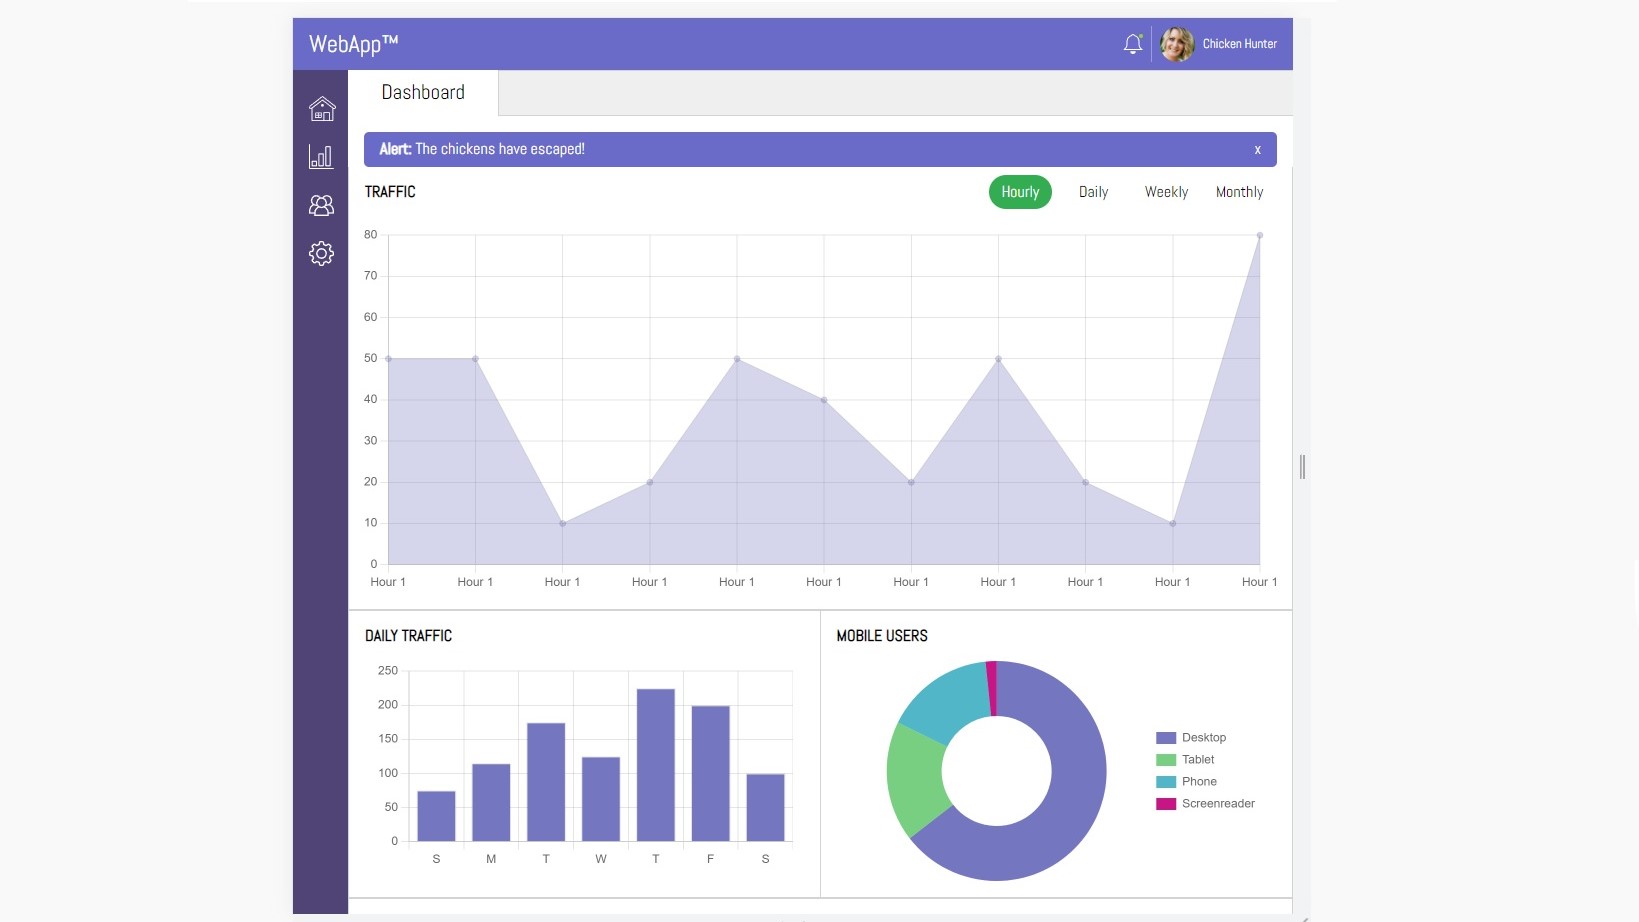 WebApp™
Chicken Hunter
Dashboard
Alert: The chickens have escaped! x
TRAFFIC
Hourly Daily Weekly Monthly
80
70
60
50
40
30
20
10
0
Hour 1 Hour 1 Hour 1 Hour 1 Hour 1 Hour 1 Hour 1 Hour 1 Hour 1 Hour 1 Hour 1
DAILY TRAFFIC
250
200
150
100
50
0
S M T W T F S
MOBILE USERS
Desktop
Tablet
Phone
Screenreader